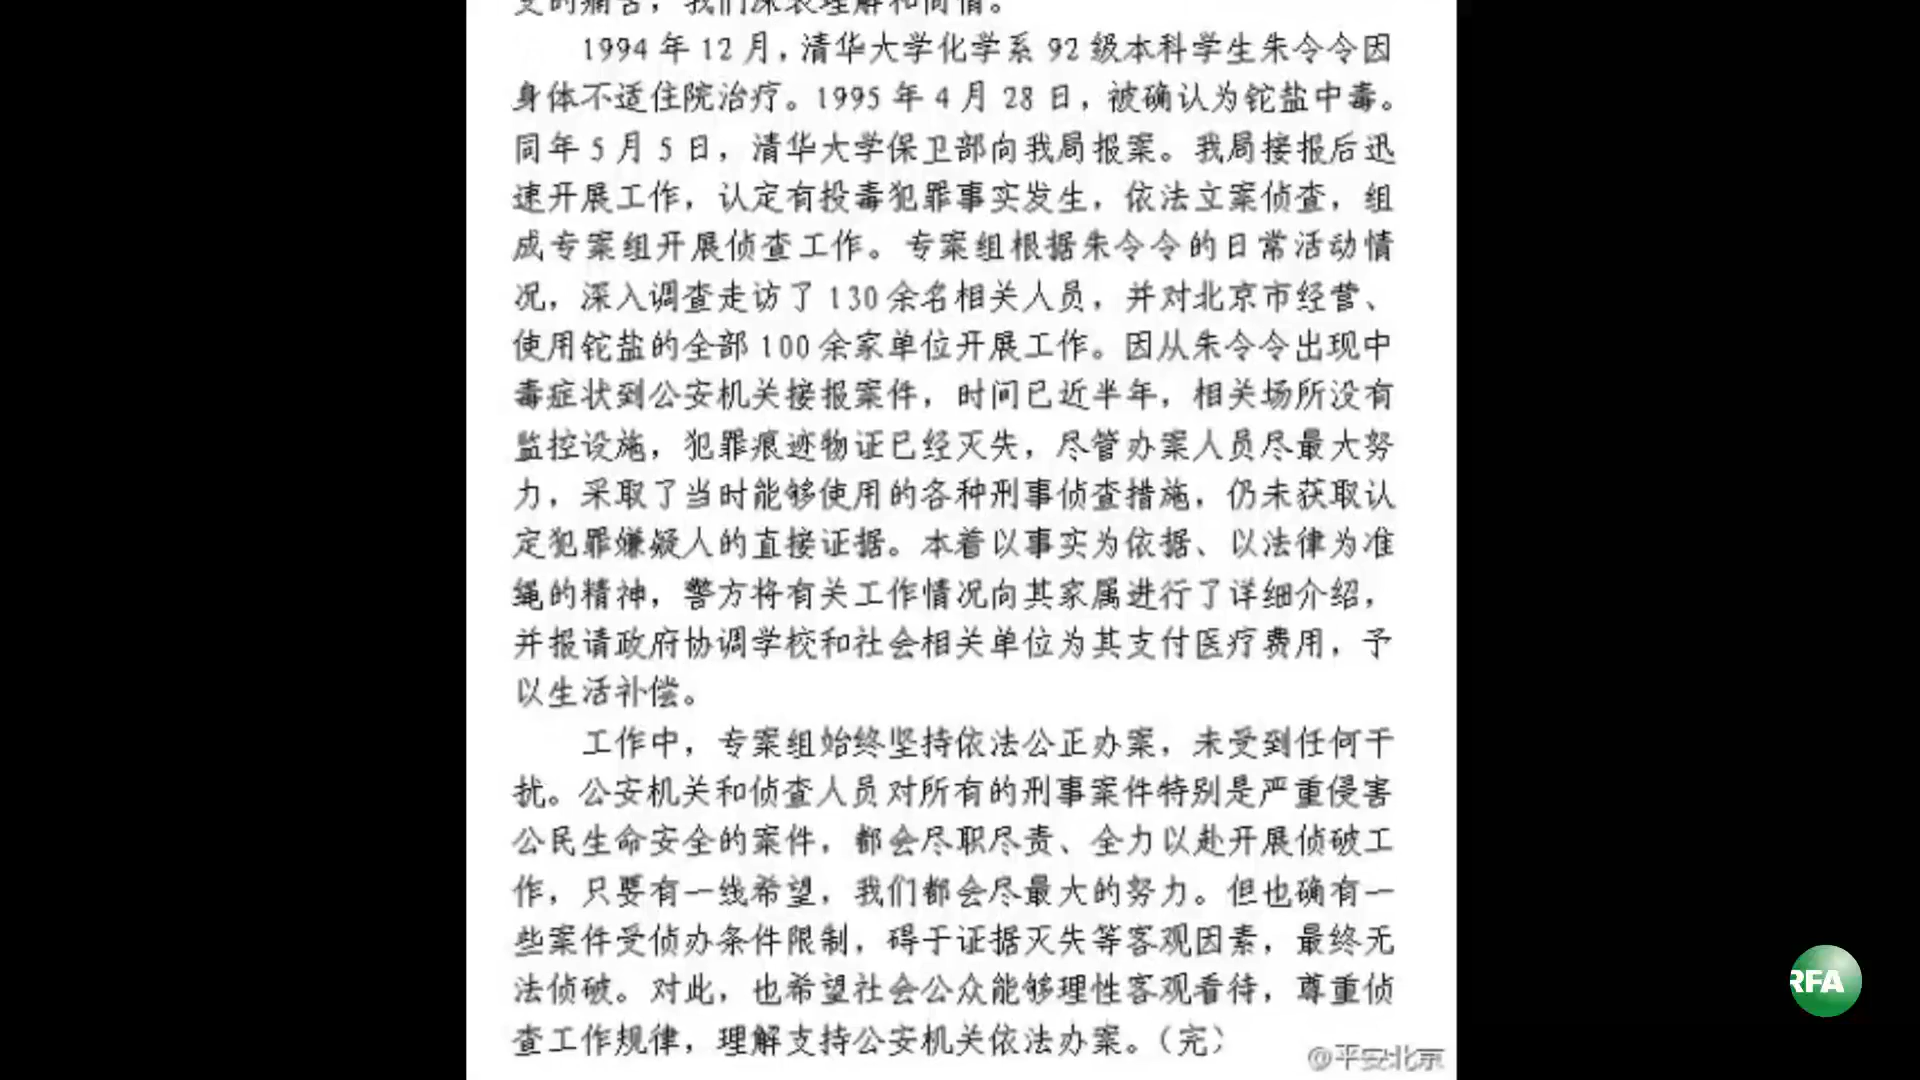 受的痛苦，我们深表理解和同情。
1994年12月，清华大学化学系92级本科学生朱令令因
身体不适住院治疗。1995年4月28日，被确认为铊盐中毒。
同年5月5日，清华大学保卫部向我局报案。我局接报后迅
速开展工作，认定有投毒犯罪事实发生，依法立案侦查，组
成专案组开展侦查工作。专案组根据朱令令的日常活动情
况，深入调查走访了130余名相关人员，并对北京市经营、
使用铊盐的全部100余家单位开展工作。因从朱令令出现中
毒症状到公安机关接报案件，时间已近半年，相关场所没有
监控设施，犯罪痕迹物证已经灭失，尽管办案人员尽最大努
力，采取了当时能够使用的各种刑事侦查措施，仍未获取认
定犯罪嫌疑人的直接证据。本着以事实为依据、以法律为准
绳的精神，警方将有关工作情况向其家属进行了详细介绍，
并报请政府协调学校和社会相关单位为其支付医疗费用，予
以生活补偿。
工作中，专案组始终坚持依法公正办案，未受到任何干
扰。公安机关和侦查人员对所有的刑事案件特别是严重侵害
公民生命安全的案件，都会尽职尽责、全力以赴开展侦破工
作，只要有一线希望，我们都会尽最大的努力。但也确有一
些案件受侦办条件限制，碍于证据灭失等客观因素，最终无
法侦破。对此，也希望社会公众能够理性客观看待，尊重侦
查工作规律，理解支持公安机关依法办案。（完）
@平安北京
RFA